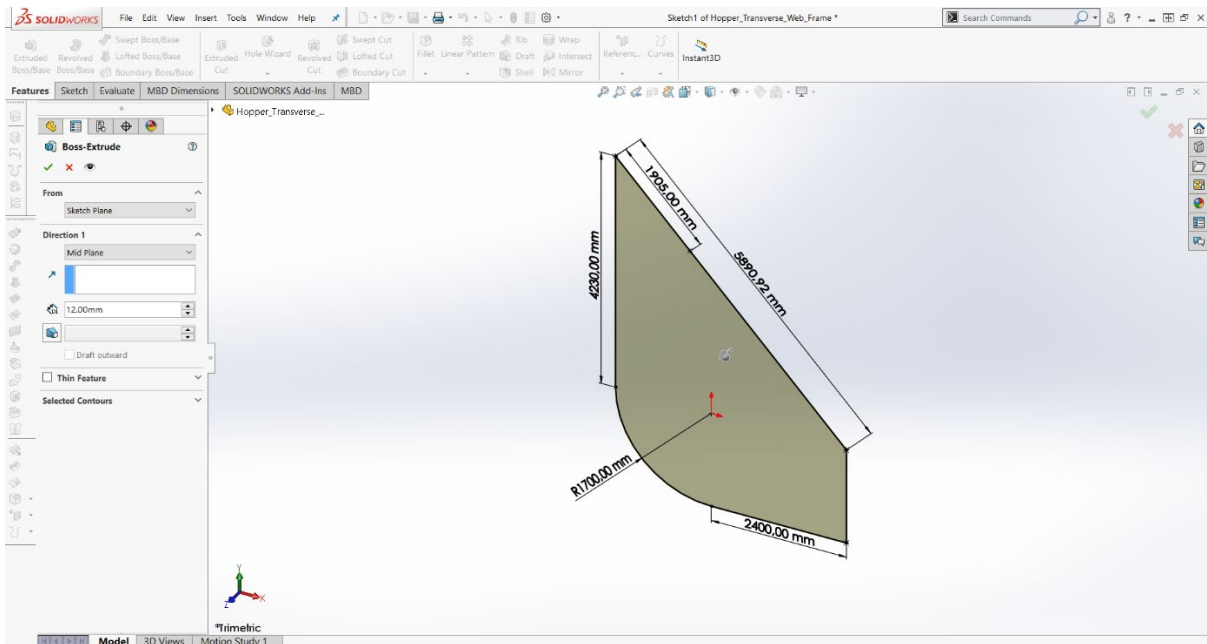 SOLIDWORKS File Edit View Insert Tools Window Help Sketch1 of Hopper_Transverse_Web_Frame * Search Commands ?
Extruded Boss/Base Revolved Boss/Base Swept Boss/Base Lofted Boss/Base Boundary Boss/Base Extruded Cut Hole Wizard Revolved Cut Swept Cut Lofted Cut Boundary Cut Fillet Linear Pattern Rib Draft Shell Wrap Intersect Mirror Referenc... Curves Instant3D
Features Sketch Evaluate MBD Dimensions SOLIDWORKS Add-Ins MBD
Hopper_Transverse_...
Boss-Extrude
From
Sketch Plane
Direction 1
Mid Plane
12.00mm
Draft outward
Thin Feature
Selected Contours
1905,00 mm
5890,92 mm
4230,00 mm
R1700,00 mm
2400,00 mm
Y
X
Z
*Trimetric
Model 3D Views Motion Study 1